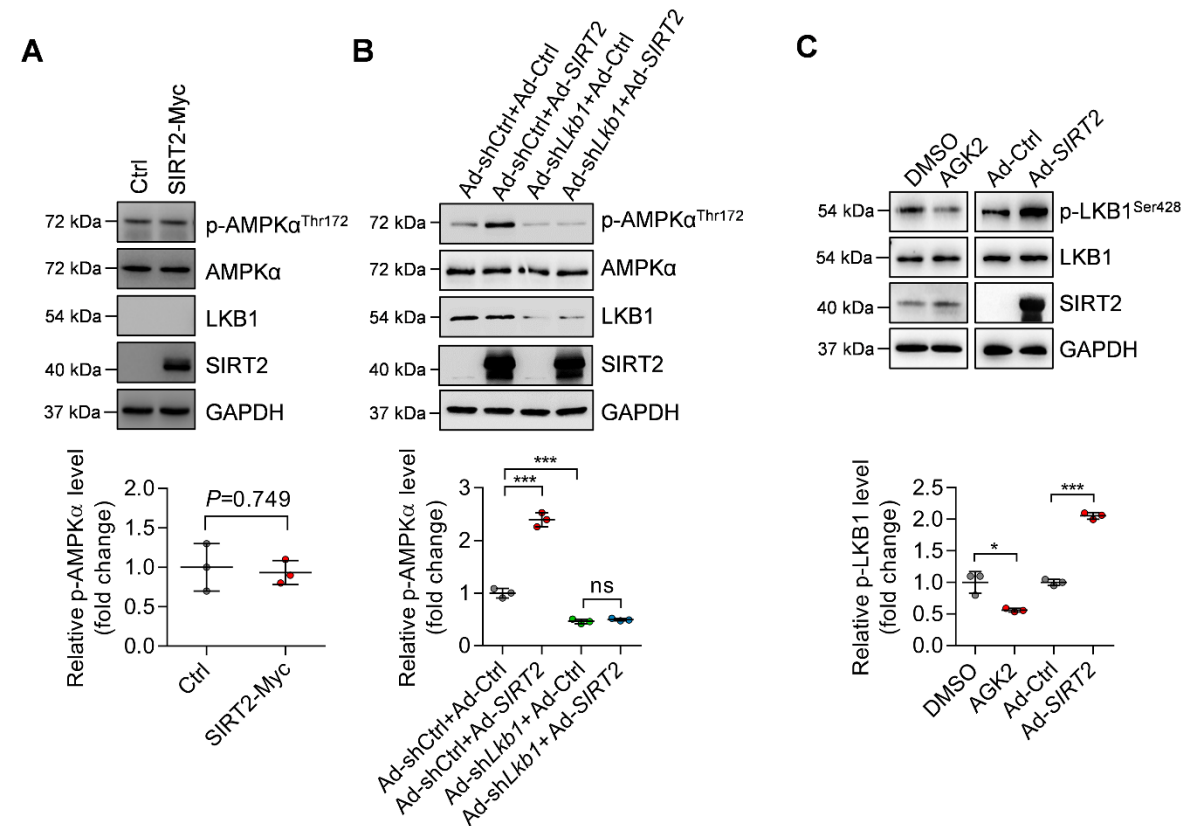 A
Ctrl
SIRT2-Myc
72 kDa
p-AMPKα^Thr172
72 kDa
AMPKα
54 kDa
LKB1
40 kDa
SIRT2
37 kDa
GAPDH
Relative p-AMPKα level
(fold change)
2.0
1.5
1.0
0.5
0.0
P=0.749
Ctrl
SIRT2-Myc
B
Ad-shCtrl+Ad-Ctrl
Ad-shCtrl+Ad-SIRT2
Ad-shLkb1+Ad-Ctrl
Ad-shLkb1+Ad-SIRT2
72 kDa
p-AMPKα^Thr172
72 kDa
AMPKα
54 kDa
LKB1
40 kDa
SIRT2
37 kDa
GAPDH
Relative p-AMPKα level
(fold change)
3
2
1
0
***
***
ns
Ad-shCtrl+Ad-Ctrl
Ad-shCtrl+Ad-SIRT2
Ad-shLkb1+Ad-Ctrl
Ad-shLkb1+Ad-SIRT2
C
DMSO
AGK2
Ad-Ctrl
Ad-SIRT2
54 kDa
p-LKB1^Ser428
54 kDa
LKB1
40 kDa
SIRT2
37 kDa
GAPDH
Relative p-LKB1 level
(fold change)
2.5
2.0
1.5
1.0
0.5
0.0
*
***
DMSO
AGK2
Ad-Ctrl
Ad-SIRT2